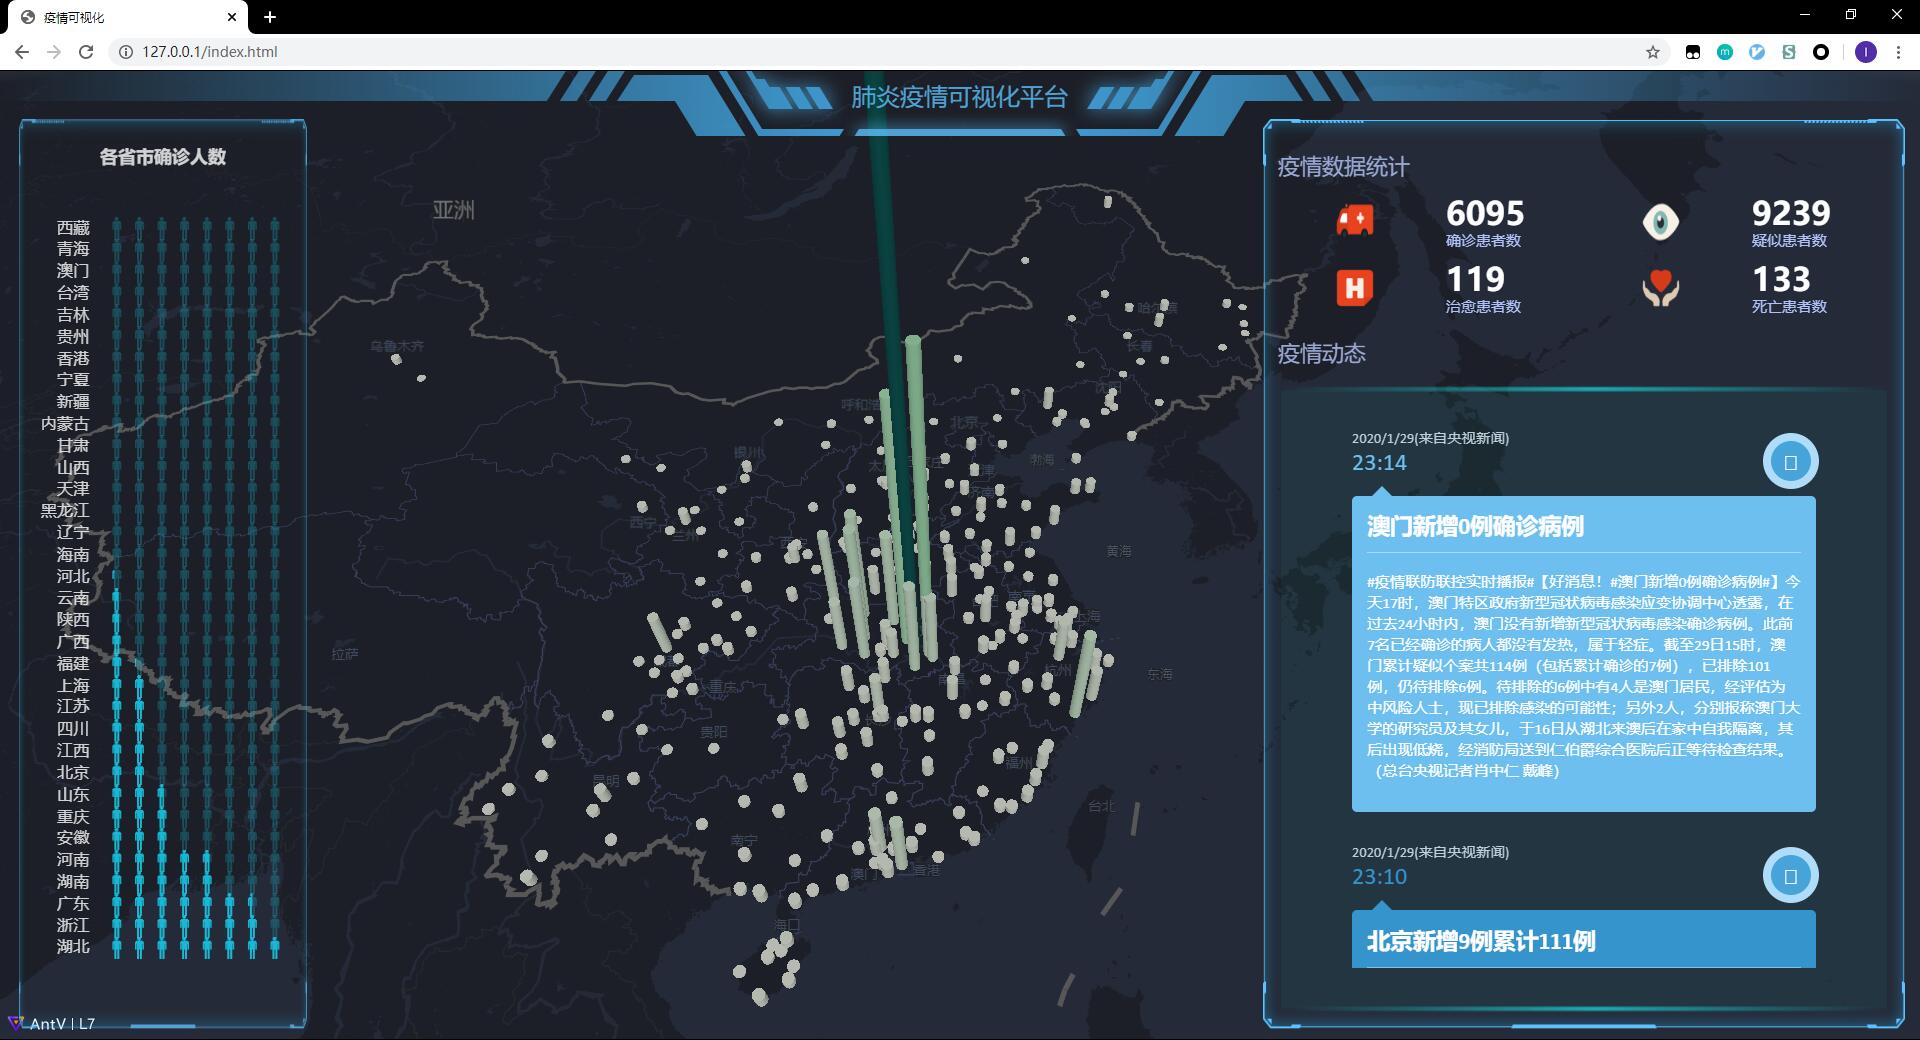 疫情可视化
127.0.0.1/index.html
肺炎疫情可视化平台
各省市确诊人数
西藏
青海
澳门
台湾
吉林
贵州
香港
宁夏
新疆
内蒙古
甘肃
山西
天津
黑龙江
辽宁
海南
河北
云南
陕西
广西
福建
上海
江苏
四川
江西
北京
山东
重庆
安徽
河南
湖南
广东
浙江
湖北
AntV | L7
亚洲
乌鲁木齐
哈尔滨
长春
沈阳
北京
银川
渤海
济南
西宁
兰州
黄海
上海
拉萨
重庆
杭州
东海
贵阳
昆明
福州
台北
南宁
澳门
香港
海口
疫情数据统计
6095
确诊患者数
9239
疑似患者数
119
治愈患者数
133
死亡患者数
疫情动态
2020/1/29(来自央视新闻)
23:14
澳门新增0例确诊病例
#疫情联防联控实时播报#【好消息！#澳门新增0例确诊病例#】今
天17时，澳门特区政府新型冠状病毒感染应变协调中心透露，在
过去24小时内，澳门没有新增新型冠状病毒感染确诊病例。此前
7名已经确诊的病人都没有发热，属于轻症。截至29日15时，澳
门累计疑似个案共114例（包括累计确诊的7例），已排除101
例，仍待排除6例。待排除的6例中有4人是澳门居民，经评估为
中风险人士，现已排除感染的可能性；另外2人，分别报称澳门大
学的研究员及其女儿，于16日从湖北来澳后在家中自我隔离，其
后出现低烧，经消防局送到仁伯爵综合医院后正等待检查结果。
（总台央视记者肖中仁 戴峰）
2020/1/29(来自央视新闻)
23:10
北京新增9例累计111例